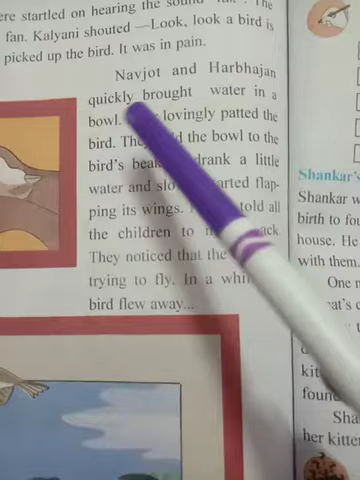 ere startled on hearing the sound The
fan. Kalyani shouted —Look, look a bird is
picked up the bird. It was in pain.
Navjot and Harbhajan
quickly brought water in a
bowl. lovingly patted the
bird. the bowl to the
bird's drank a little
water and flap-
ping its wings. told all
the children to
They noticed that the
trying to fly. In a
bird flew away...
Shankar's
Shankar w
birth to
house. He
with them.
One
kit
found
Sha
her kitte